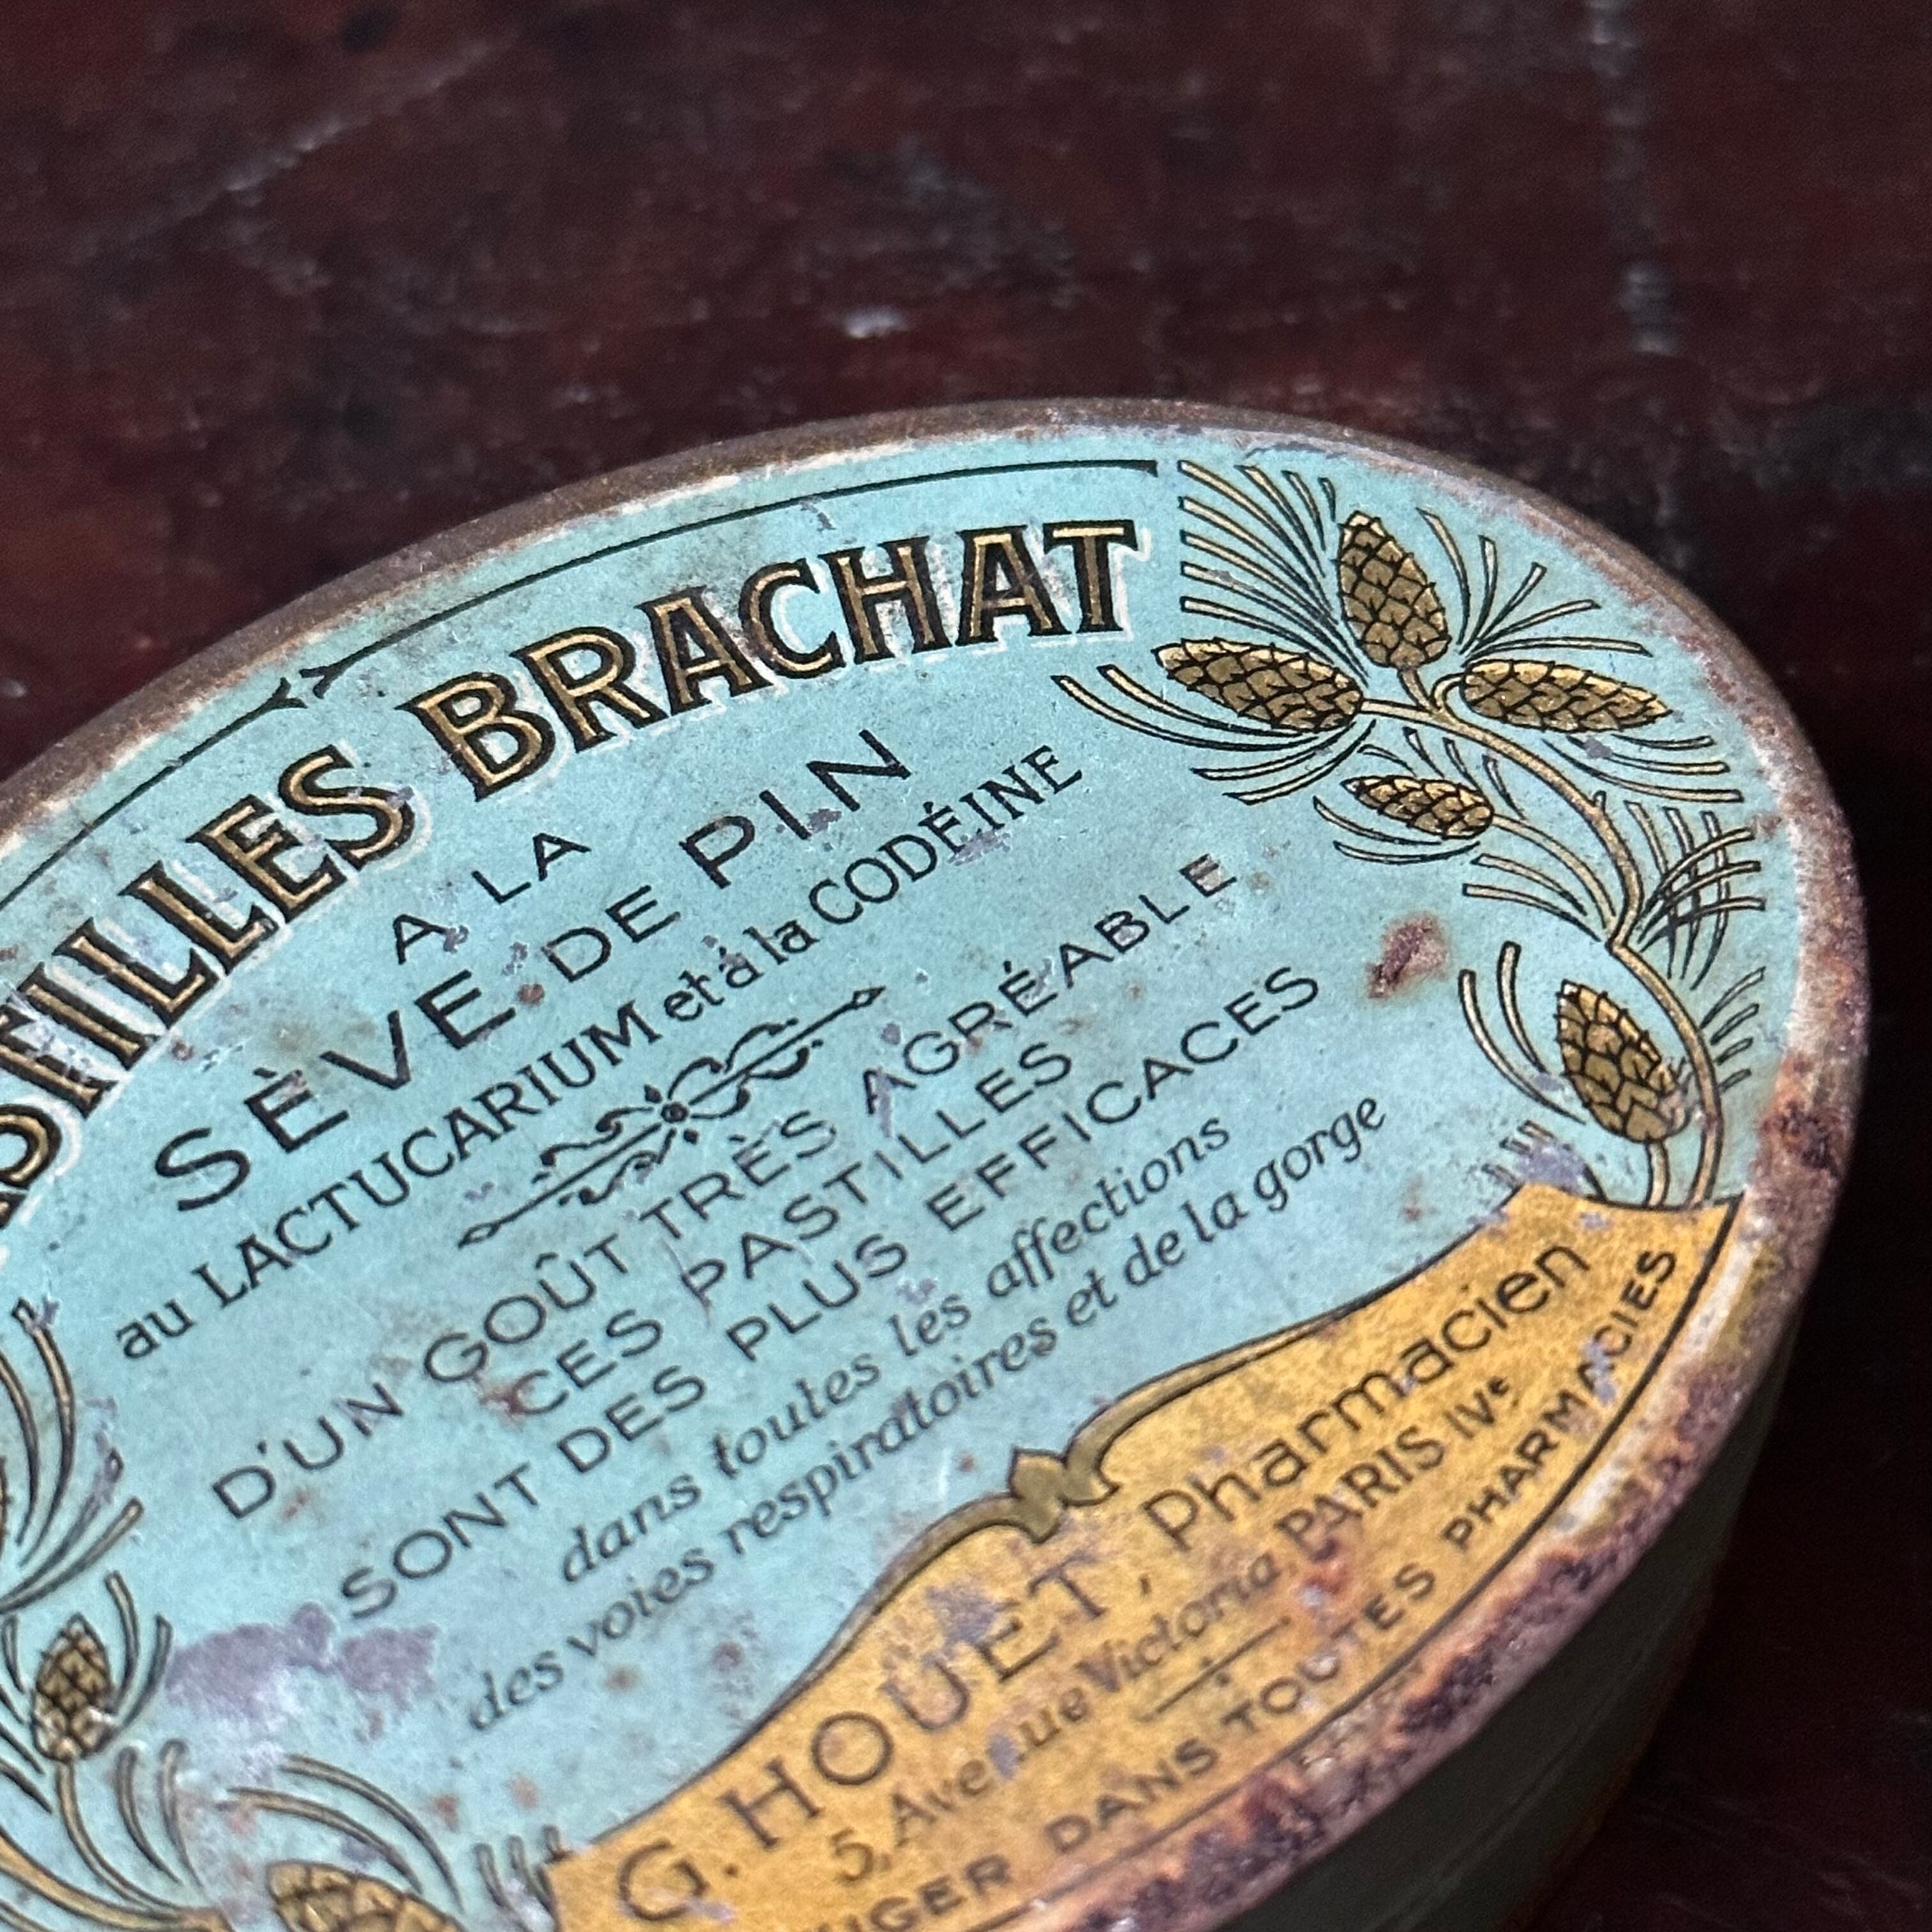 ASTILLES BRACHAT
A LA
SÈVE DE PIN
au LACTUCARIUM et à la CODÉINE
D'UN GOÛT TRÈS AGRÉABLE
CES PASTILLES
SONT DES PLUS EFFICACES
dans toutes les affections
des voies respiratoires et de la gorge
G. HOUET, Pharmacien
5, Avenue Victoria, PARIS IVe
IGER DANS TOUTES PHARMACIES